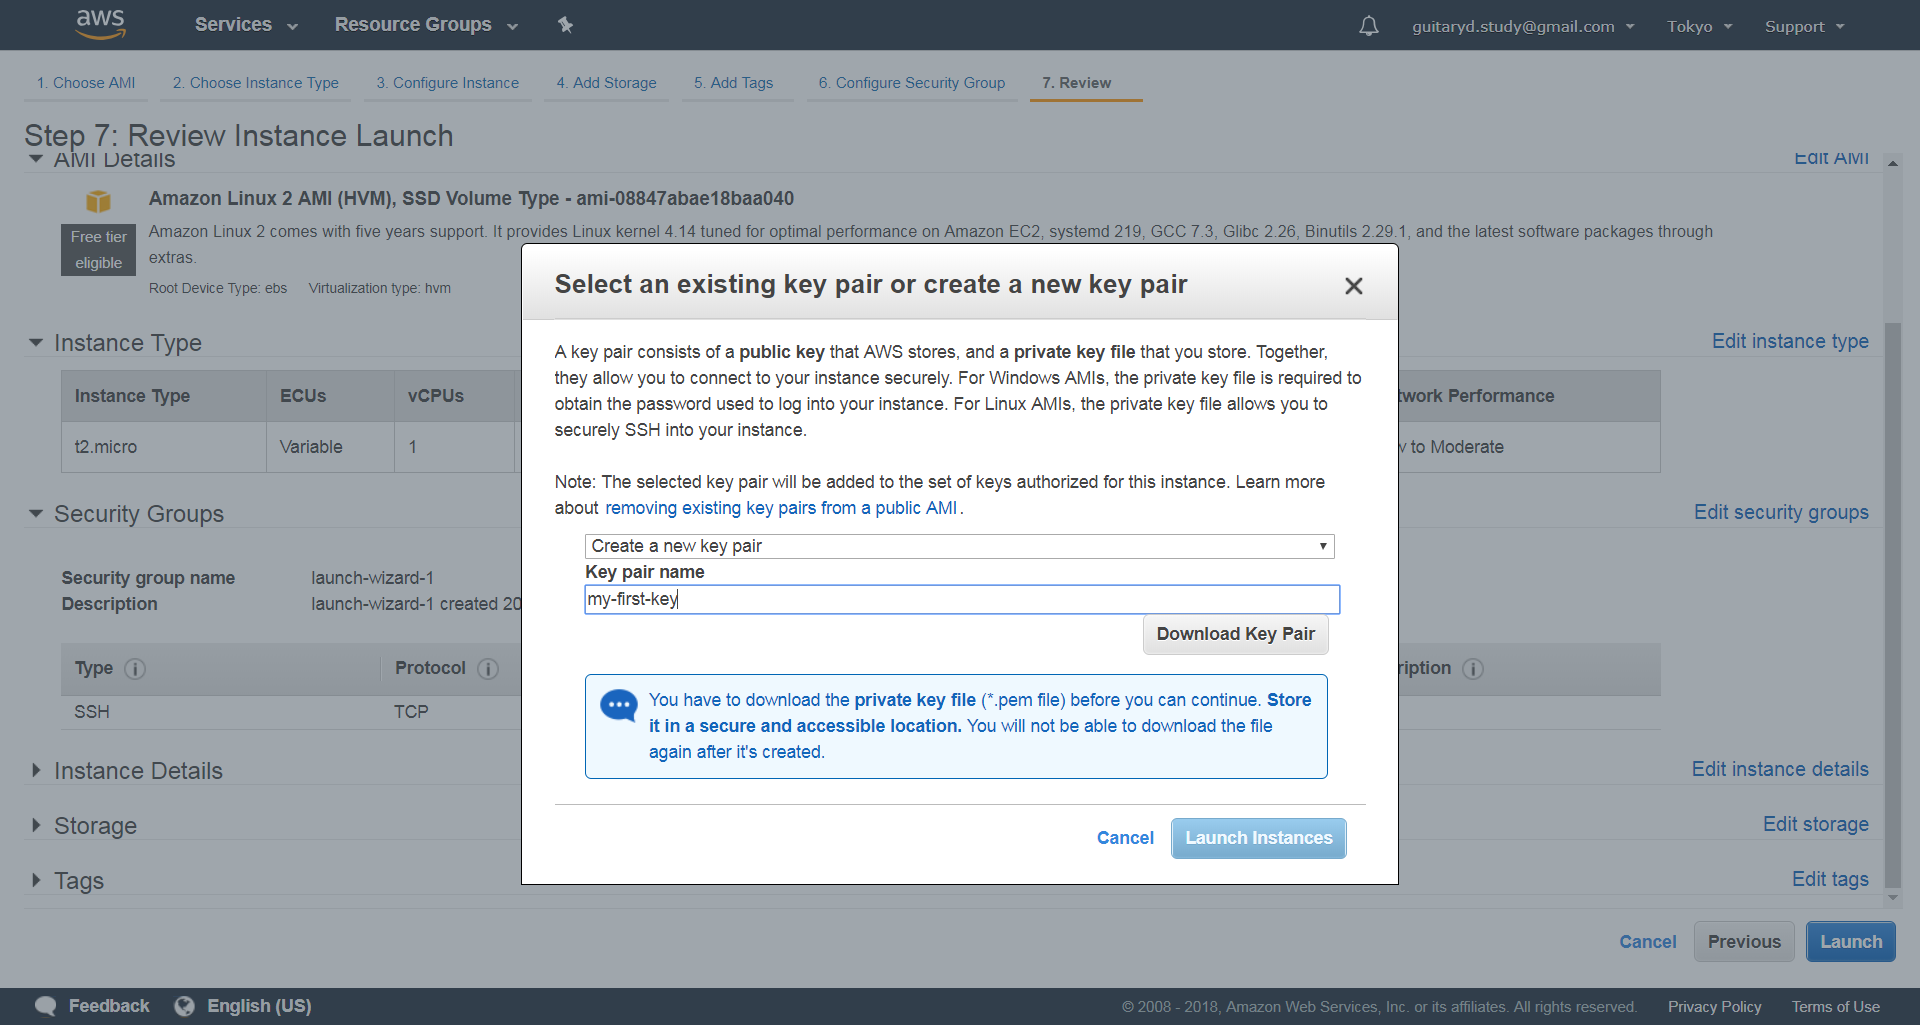 aws Services Resource Groups guitaryd.study@gmail.com Tokyo Support
1. Choose AMI 2. Choose Instance Type 3. Configure Instance 4. Add Storage 5. Add Tags 6. Configure Security Group 7. Review
Step 7: Review Instance Launch
AMI Details Edit AMI
Amazon Linux 2 AMI (HVM), SSD Volume Type - ami-08847abae18baa040
Free tier
eligible
Amazon Linux 2 comes with five years support. It provides Linux kernel 4.14 tuned for optimal performance on Amazon EC2, systemd 219, GCC 7.3, Glibc 2.26, Binutils 2.29.1, and the latest software packages through
extras.
Root Device Type: ebs Virtualization type: hvm
Select an existing key pair or create a new key pair
A key pair consists of a public key that AWS stores, and a private key file that you store. Together,
they allow you to connect to your instance securely. For Windows AMIs, the private key file is required to
obtain the password used to log into your instance. For Linux AMIs, the private key file allows you to
securely SSH into your instance.
Note: The selected key pair will be added to the set of keys authorized for this instance. Learn more
about removing existing key pairs from a public AMI.
Create a new key pair
Key pair name
my-first-key
Download Key Pair
You have to download the private key file (*.pem file) before you can continue. Store
it in a secure and accessible location. You will not be able to download the file
again after it's created.
Cancel Launch Instances
Instance Type Edit instance type
Instance Type ECUs vCPUs twork Performance
t2.micro Variable 1 to Moderate
Security Groups Edit security groups
Security group name launch-wizard-1
Description launch-wizard-1 created 20
Type Protocol ription
SSH TCP
Instance Details Edit instance details
Storage Edit storage
Tags Edit tags
Cancel Previous Launch
Feedback English (US) © 2008 - 2018, Amazon Web Services, Inc. or its affiliates. All rights reserved. Privacy Policy Terms of Use